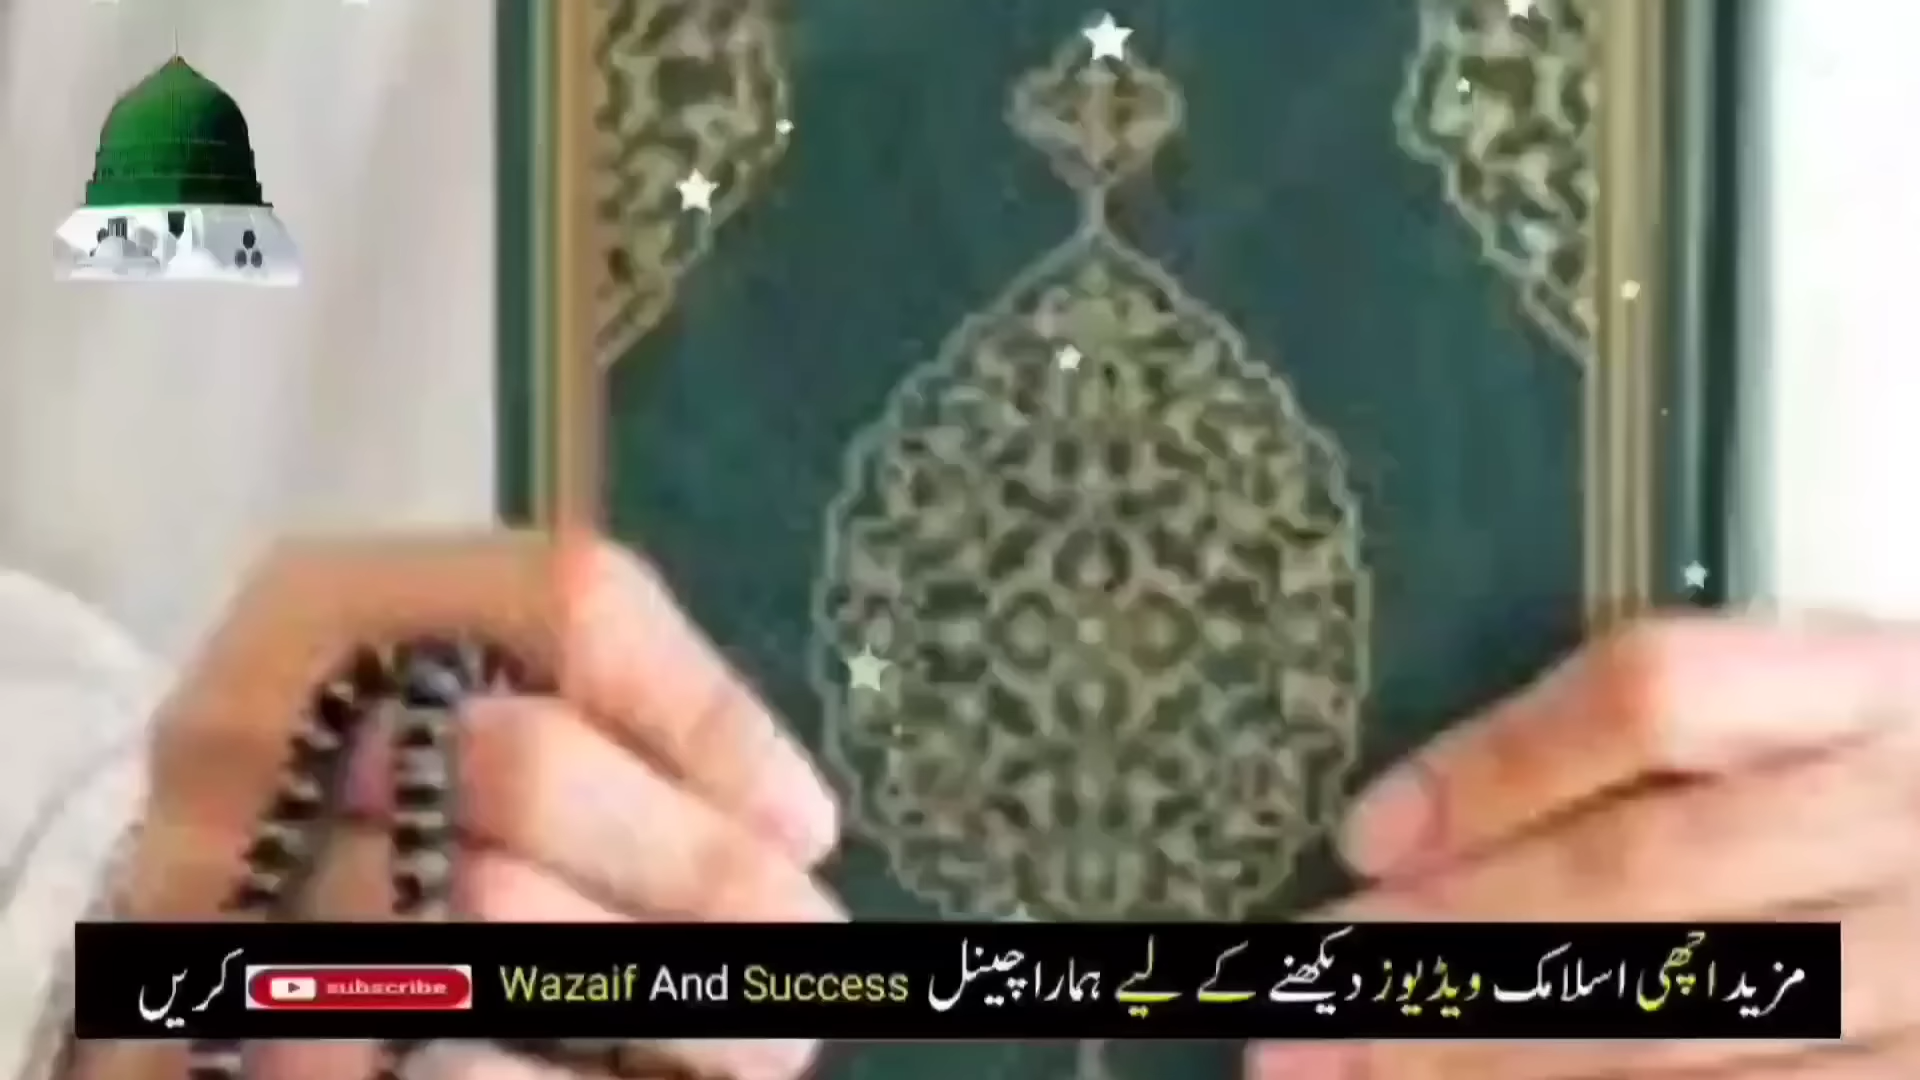 مزید اچھی اسلامک ویڈیوز دیکھنے کے لیے ہمارا چینل Wazaif And Success subscribe کریں